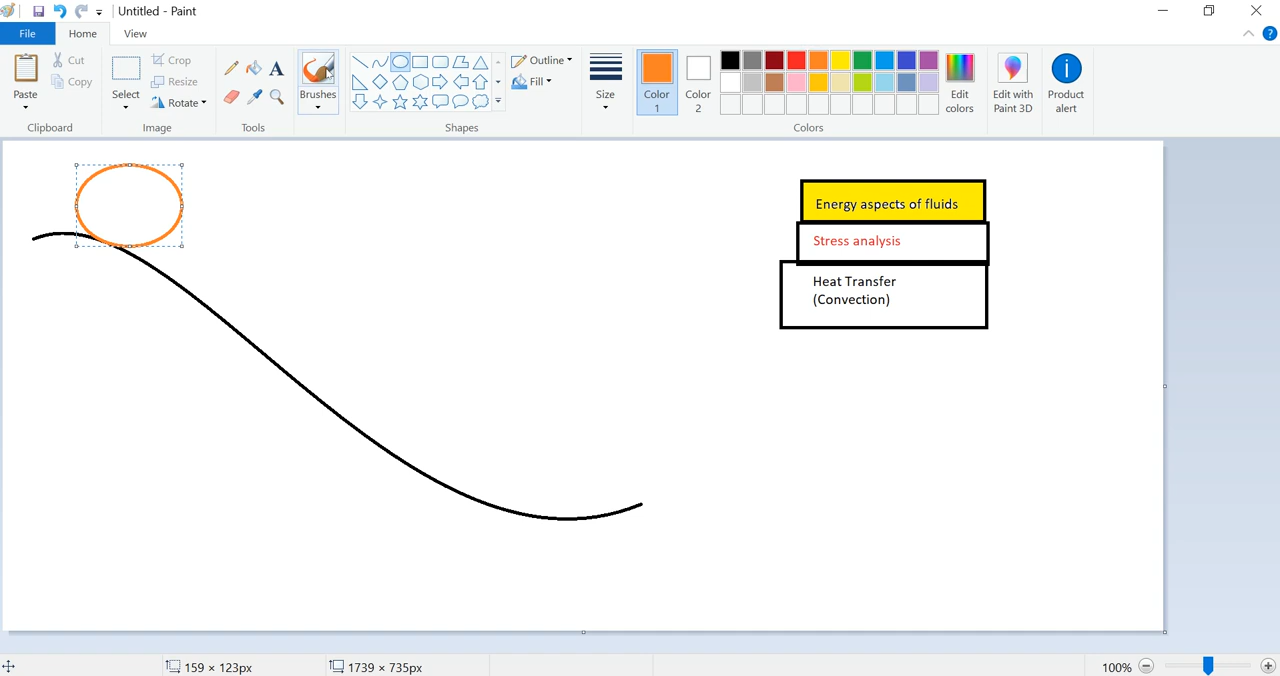 Untitled - Paint
File Home View
Paste
Cut
Copy
Clipboard
Select
Crop
Resize
Rotate
Image
A
Tools
Brushes
Shapes
Outline
Fill
Size
Color 1
Color 2
Colors
Edit colors
Edit with Paint 3D
Product alert
Energy aspects of fluids
Stress analysis
Heat Transfer
(Convection)
159 × 123px
1739 × 735px
100%